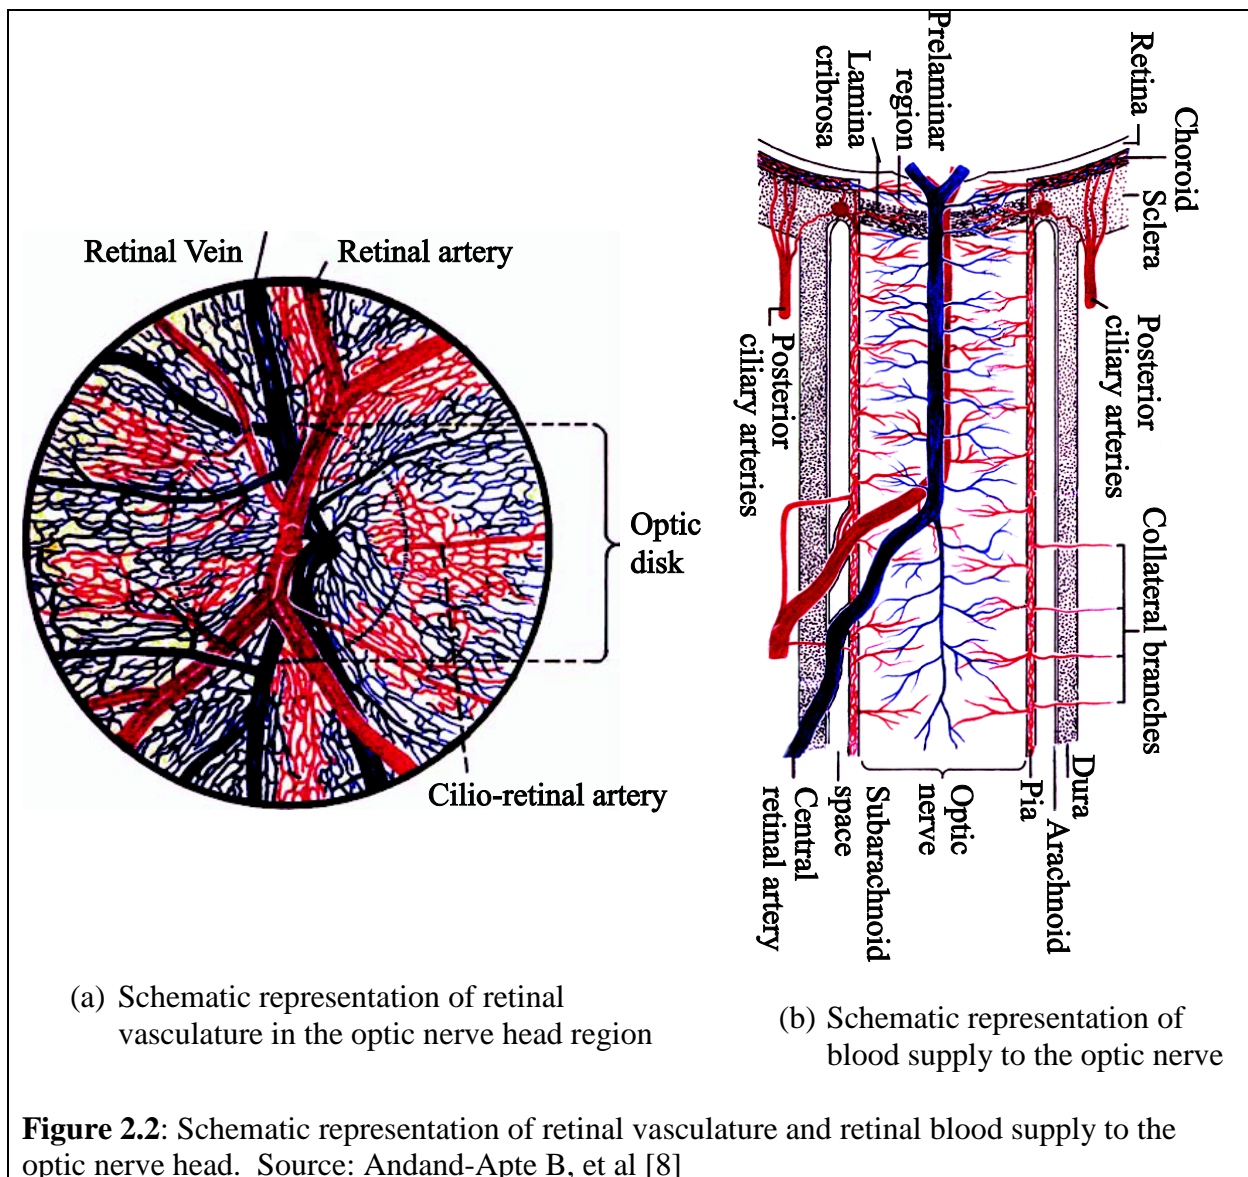 Retinal Vein
Retinal artery
Optic
disk
Cilio-retinal artery
(a) Schematic representation of retinal
vasculature in the optic nerve head region
Lamina
cribrosa
Prelaminar
region
Retina
Choroid
Sclera
Posterior
ciliary arteries
Posterior
ciliary arteries
Collateral branches
Central
retinal artery
Subarachnoid
space
Optic
nerve
Pia
Arachnoid
Dura
(b) Schematic representation of
blood supply to the optic nerve
Figure 2.2: Schematic representation of retinal vasculature and retinal blood supply to the
optic nerve head. Source: Andand-Apte B, et al [8]